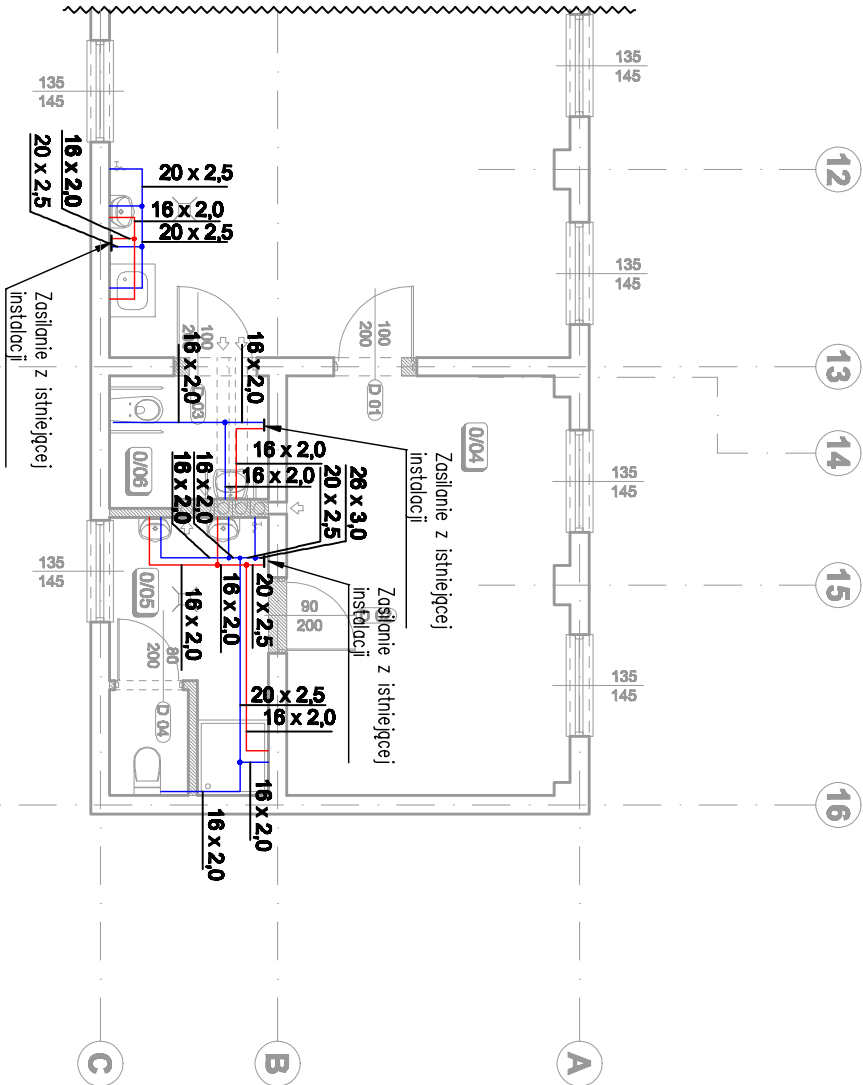 135
145
135
145
12
20 x 2,5
16 x 2,0
20 x 2,5
16 x 2,0
20 x 2,5
135
145
Zasilanie z istniejącej
instalacji
100
200
100
16 x 2,0
16 x 2,0
13
D 01
0/04
14
0/06
16 x 2,0
16 x 2,0
16 x 2,0
16 x 2,0
20 x 2,5
26 x 3,0
Zasilanie z istniejącej
instalacji
135
145
135
145
0/05
90
200
15
16 x 2,0
16 x 2,0
20 x 2,5
Zasilanie z istniejącej
instalacji
80
200
D 04
20 x 2,5
16 x 2,0
135
145
16 x 2,0
16 x 2,0
16
C
B
A